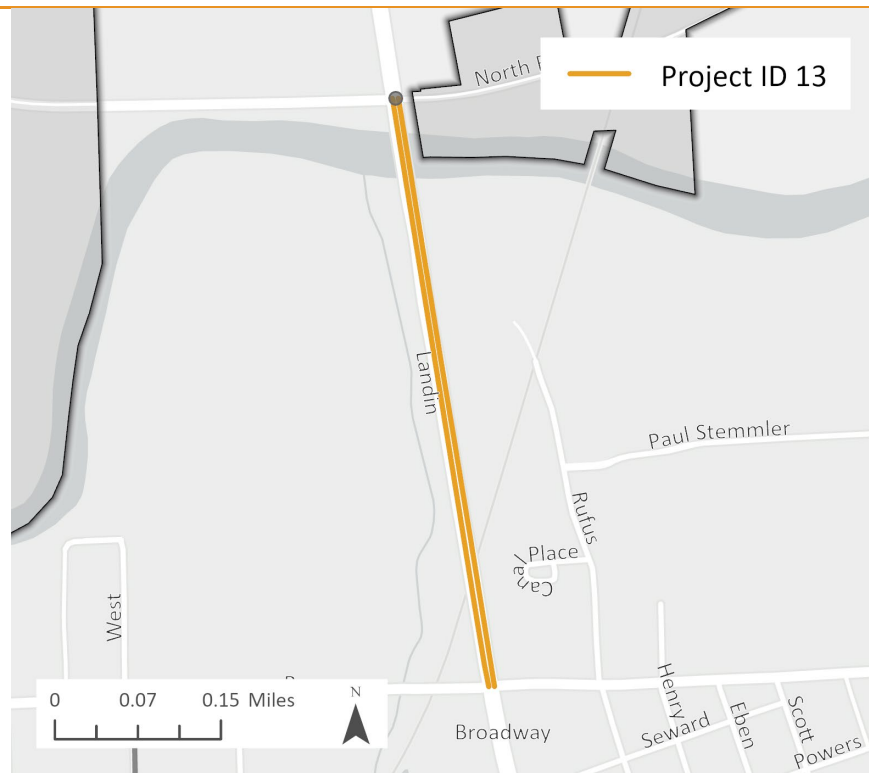 North
Project ID 13
Landin
Paul Stemmler
Rufus
Place
Canal
West
0 0.07 0.15 Miles
N
Henry
Broadway
Seward
Eben
Scott
Powers